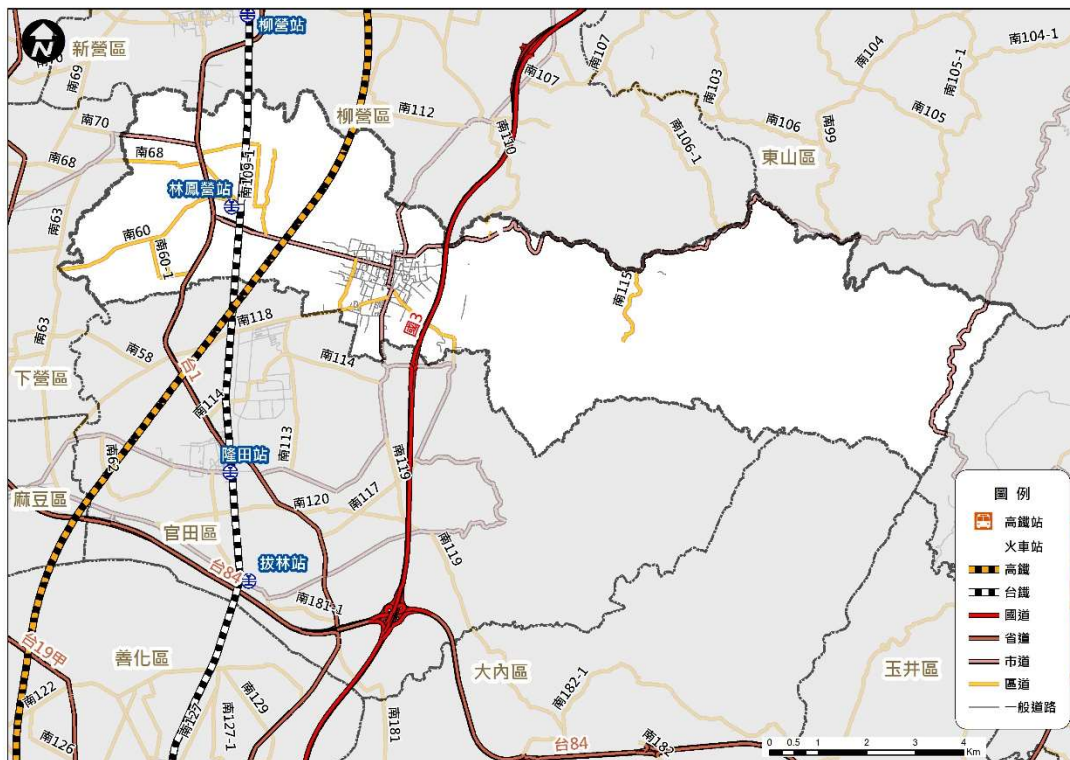 柳營站
N
新營區
南69
南70
南68
南68
柳營區
南112
南107
南107
南110
南103
南104
南104-1
南105-1
南105
南106
南99
南106-1
東山區
南109-1
林鳳營站
南63
南60
南60-1
南115
國3
南118
南63
南58
台1
南114
南114
下營區
南113
隆田站
南119
麻豆區
南120
南117
官田區
台84
拔林站
南119
南181-1
台19甲
善化區
大內區
玉井區
南122
南182-1
南129
南127
南127-1
南126
南181
台84
南182
圖 例
高鐵站
火車站
高鐵
台鐵
國道
省道
市道
區道
一般道路
0 0.5 1 2 3 4
Km